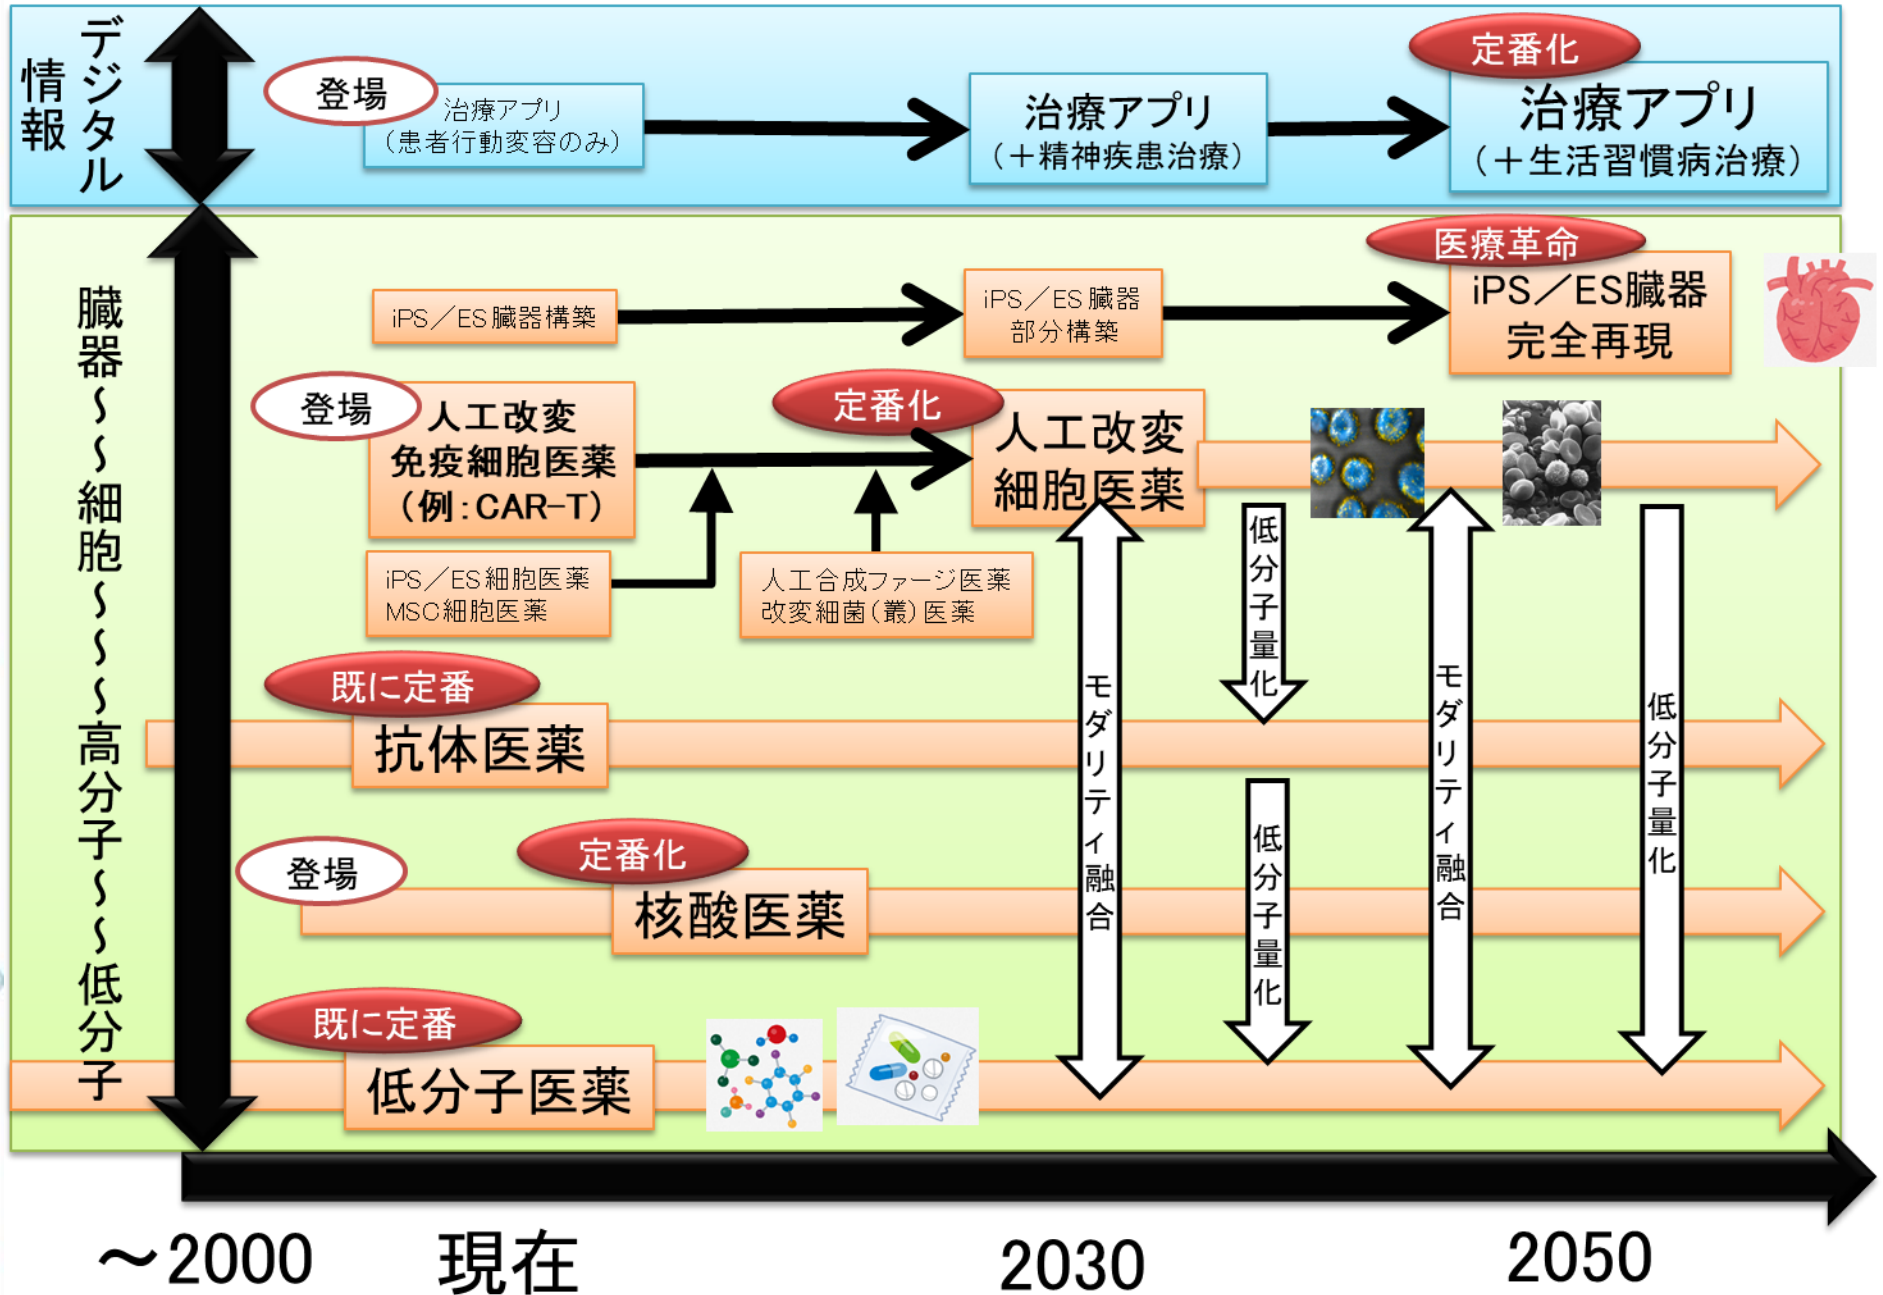 デジタル
情報
登場
治療アプリ
（患者行動変容のみ）
治療アプリ
（＋精神疾患治療）
定番化
治療アプリ
（＋生活習慣病治療）
臓器～～細胞～～～高分子～～低分子
iPS／ES臓器構築
iPS／ES臓器
部分構築
医療革命
iPS／ES臓器
完全再現
登場
人工改変
免疫細胞医薬
（例：CAR-T）
定番化
人工改変
細胞医薬
iPS／ES細胞医薬
MSC細胞医薬
人工合成ファージ医薬
改変細菌（叢）医薬
低分子量化
モダリティ融合
モダリティ融合
低分子量化
既に定番
抗体医薬
低分子量化
登場
定番化
核酸医薬
既に定番
低分子医薬
～2000
現在
2030
2050